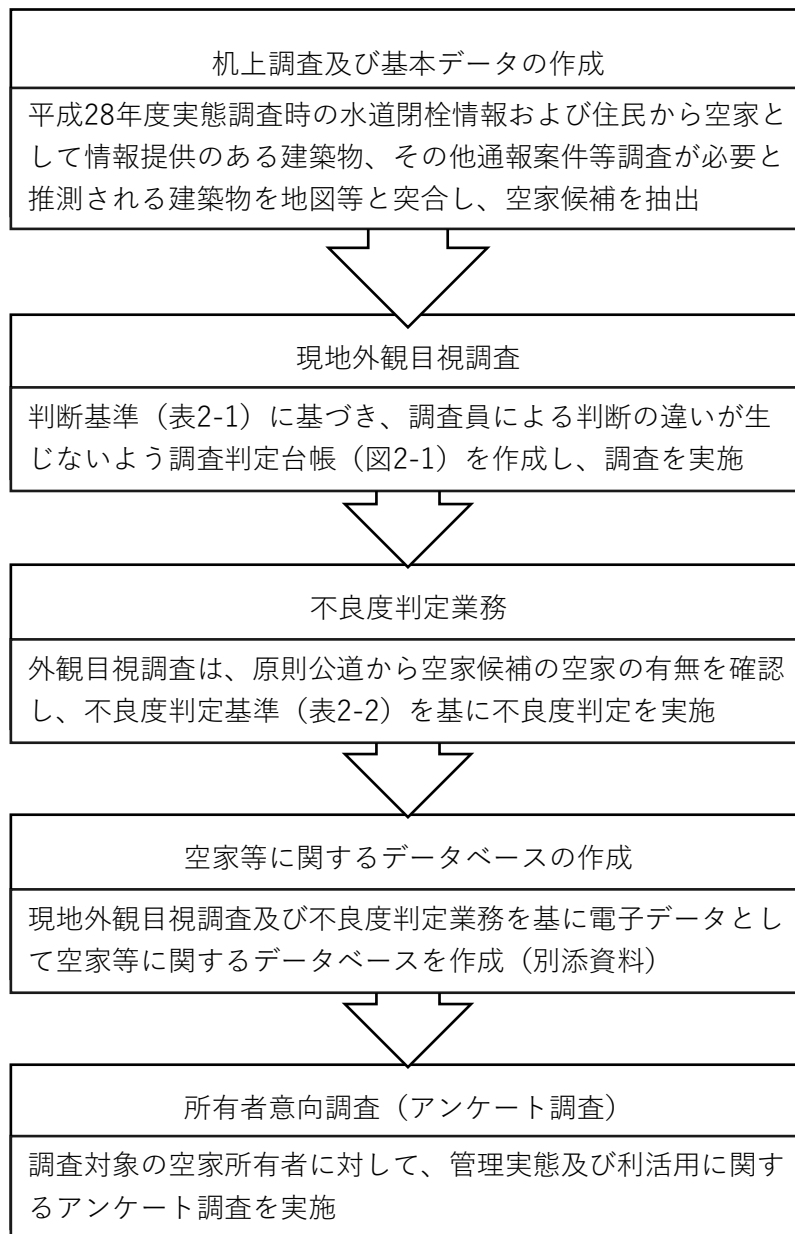 机上調査及び基本データの作成
平成28年度実態調査時の水道閉栓情報および住民から空家と
して情報提供のある建築物、その他通報案件等調査が必要と
推測される建築物を地図等と突合し、空家候補を抽出
現地外観目視調査
判断基準（表2-1）に基づき、調査員による判断の違いが生
じないよう調査判定台帳（図2-1）を作成し、調査を実施
不良度判定業務
外観目視調査は、原則公道から空家候補の空家の有無を確認
し、不良度判定基準（表2-2）を基に不良度判定を実施
空家等に関するデータベースの作成
現地外観目視調査及び不良度判定業務を基に電子データとし
て空家等に関するデータベースを作成（別添資料）
所有者意向調査（アンケート調査）
調査対象の空家所有者に対して、管理実態及び利活用に関す
るアンケート調査を実施